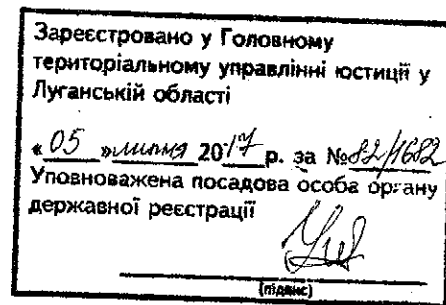 Зареєстровано у Головному
територіальному управлінні юстиції у
Луганській області
«05» липня 2017 р. за №82/1682
Уповноважена посадова особа органу
державної реєстрації
(підпис)